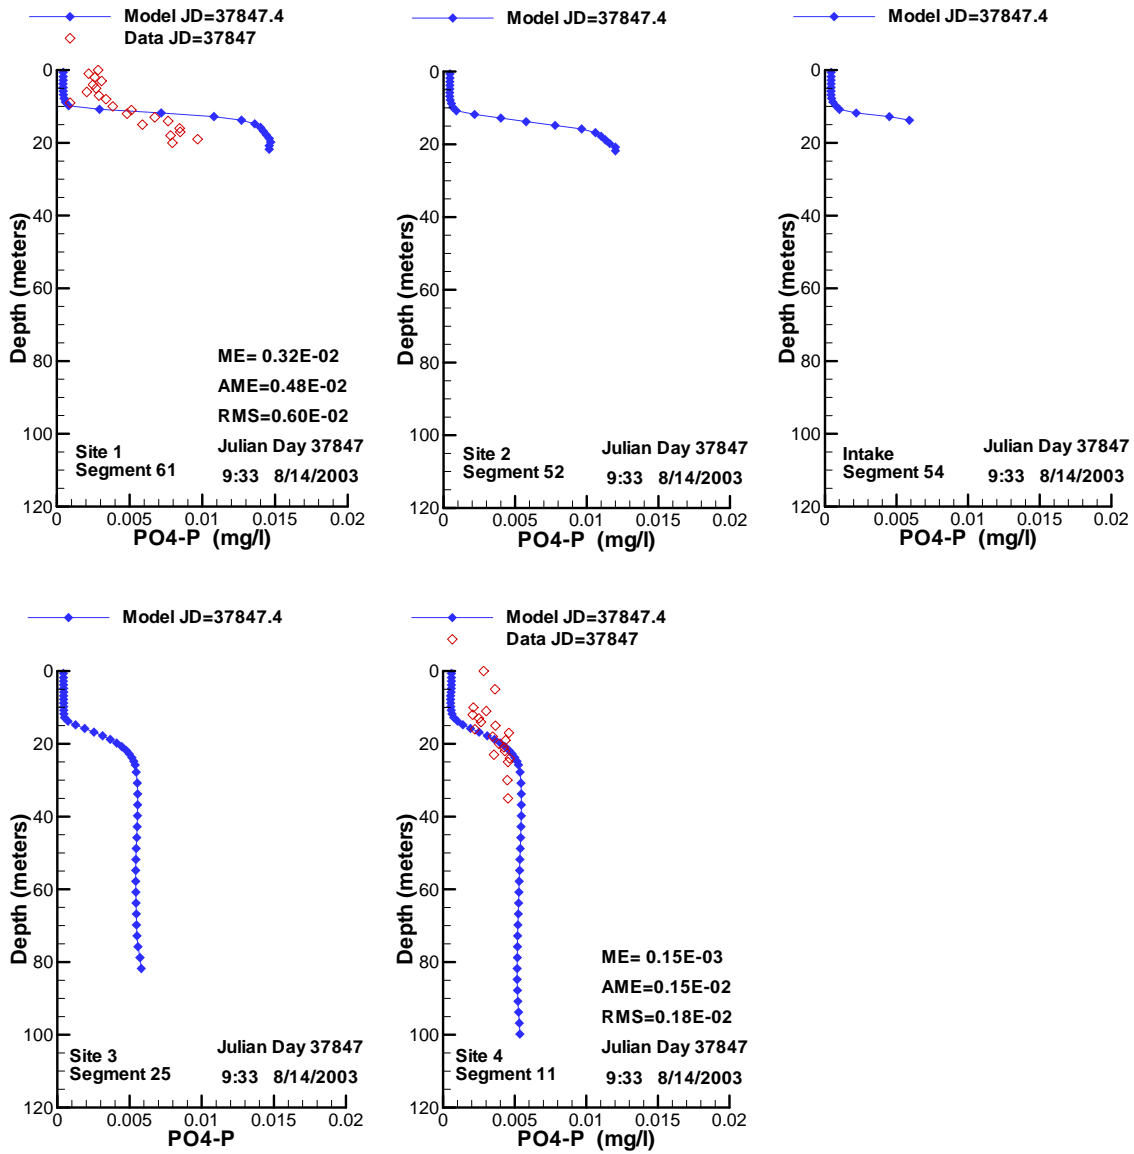 Model JD=37847.4
Data JD=37847
0
20
40
60
80
100
120
Depth (meters)
ME= 0.32E-02
AME=0.48E-02
RMS=0.60E-02
Site 1
Segment 61
Julian Day 37847
9:33 8/14/2003
0 0.005 0.01 0.015 0.02
PO4-P (mg/l)
Model JD=37847.4
0
20
40
60
80
100
120
Depth (meters)
Site 2
Segment 52
Julian Day 37847
9:33 8/14/2003
0 0.005 0.01 0.015 0.02
PO4-P (mg/l)
Model JD=37847.4
0
20
40
60
80
100
120
Depth (meters)
Intake
Segment 54
Julian Day 37847
9:33 8/14/2003
0 0.005 0.01 0.015 0.02
PO4-P (mg/l)
Model JD=37847.4
0
20
40
60
80
100
120
Depth (meters)
Site 3
Segment 25
Julian Day 37847
9:33 8/14/2003
0 0.005 0.01 0.015 0.02
PO4-P
Model JD=37847.4
Data JD=37847
0
20
40
60
80
100
120
Depth (meters)
ME= 0.15E-03
AME=0.15E-02
RMS=0.18E-02
Site 4
Segment 11
Julian Day 37847
9:33 8/14/2003
0 0.005 0.01 0.015 0.02
PO4-P (mg/l)